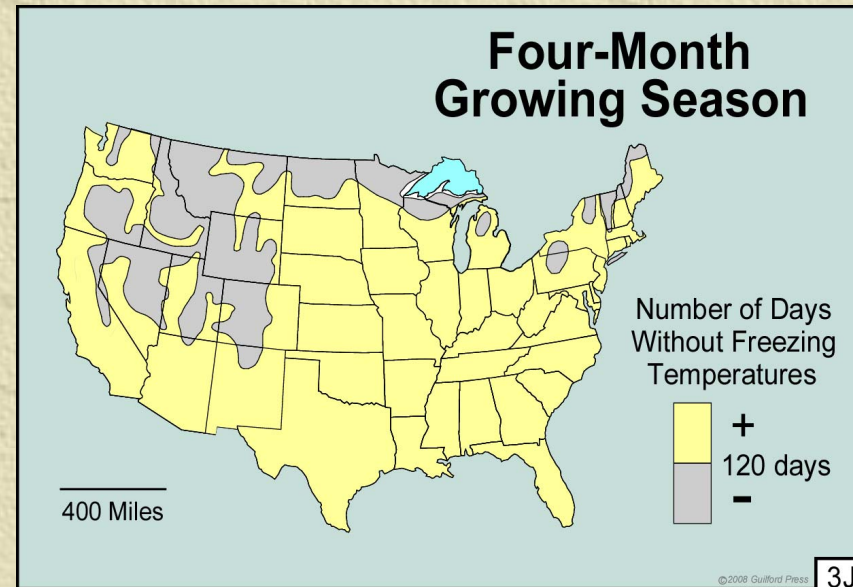 Four-Month
Growing Season
Number of Days
Without Freezing
Temperatures
+
120 days
-
400 Miles
©2008 Guilford Press
3J